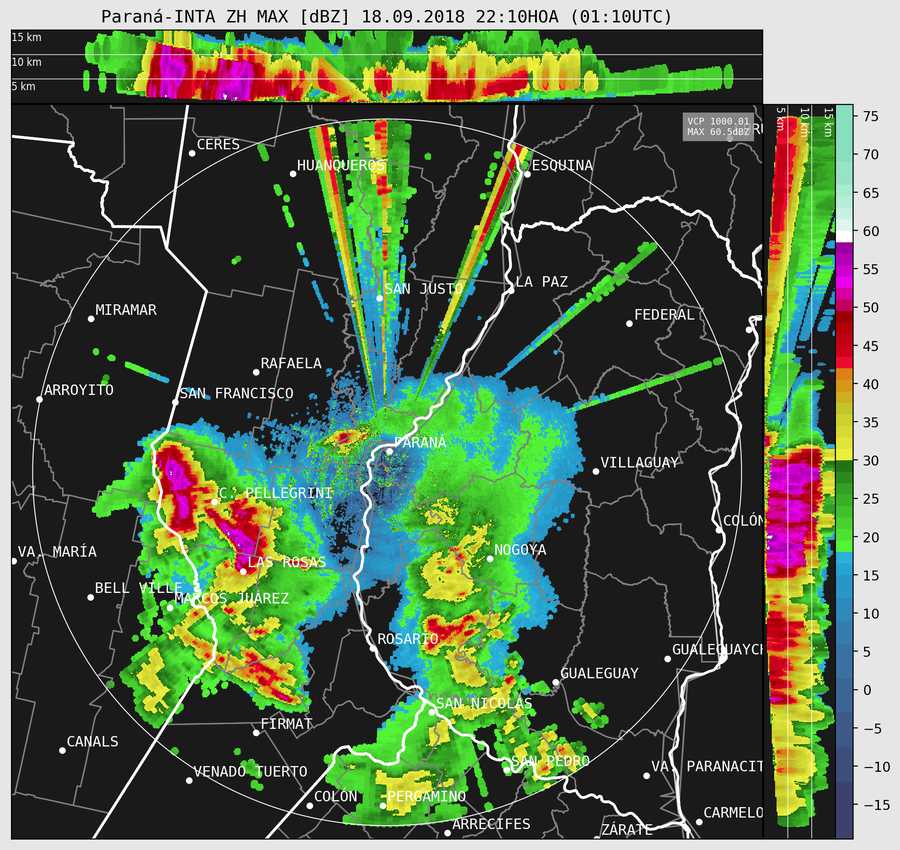 Paraná-INTA ZH MAX [dBZ] 18.09.2018 22:10HOA (01:10UTC)
15 km
10 km
5 km
5 km
10 km
15 km
VCP 1000.01
MAX 60.5dBZ
CERES
HUANQUEROS
ESQUINA
SAN JUSTO
LA PAZ
MIRAMAR
FEDERAL
RAFAELA
ARROYITO
SAN FRANCISCO
PARANÁ
VILLAGUAY
C. PELLEGRINI
COLÓN
VA. MARÍA
NOGOYA
LAS ROSAS
BELL VILLE
MARCOS JUÁREZ
ROSARIO
GUALEGUAYCH
GUALEGUAY
SAN NICOLAS
FIRMAT
CANALS
SAN PEDRO
VENADO TUERTO
VA. PARANACIT
COLÓN
PERGAMINO
CARMELO
ARRECIFES
ZÁRATE
75
70
65
60
55
50
45
40
35
30
25
20
15
10
5
0
−5
−10
−15